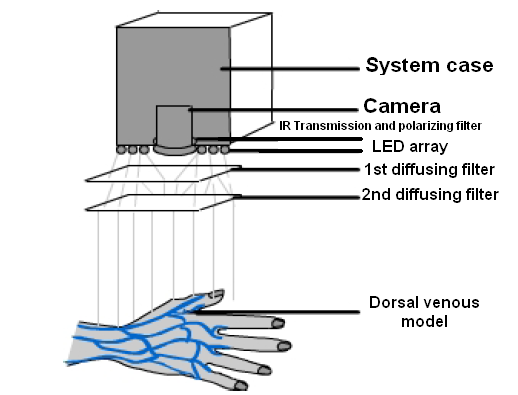 System case
Camera
IR Transmission and polarizing filter
LED array
1st diffusing filter
2nd diffusing filter
Dorsal venous
model